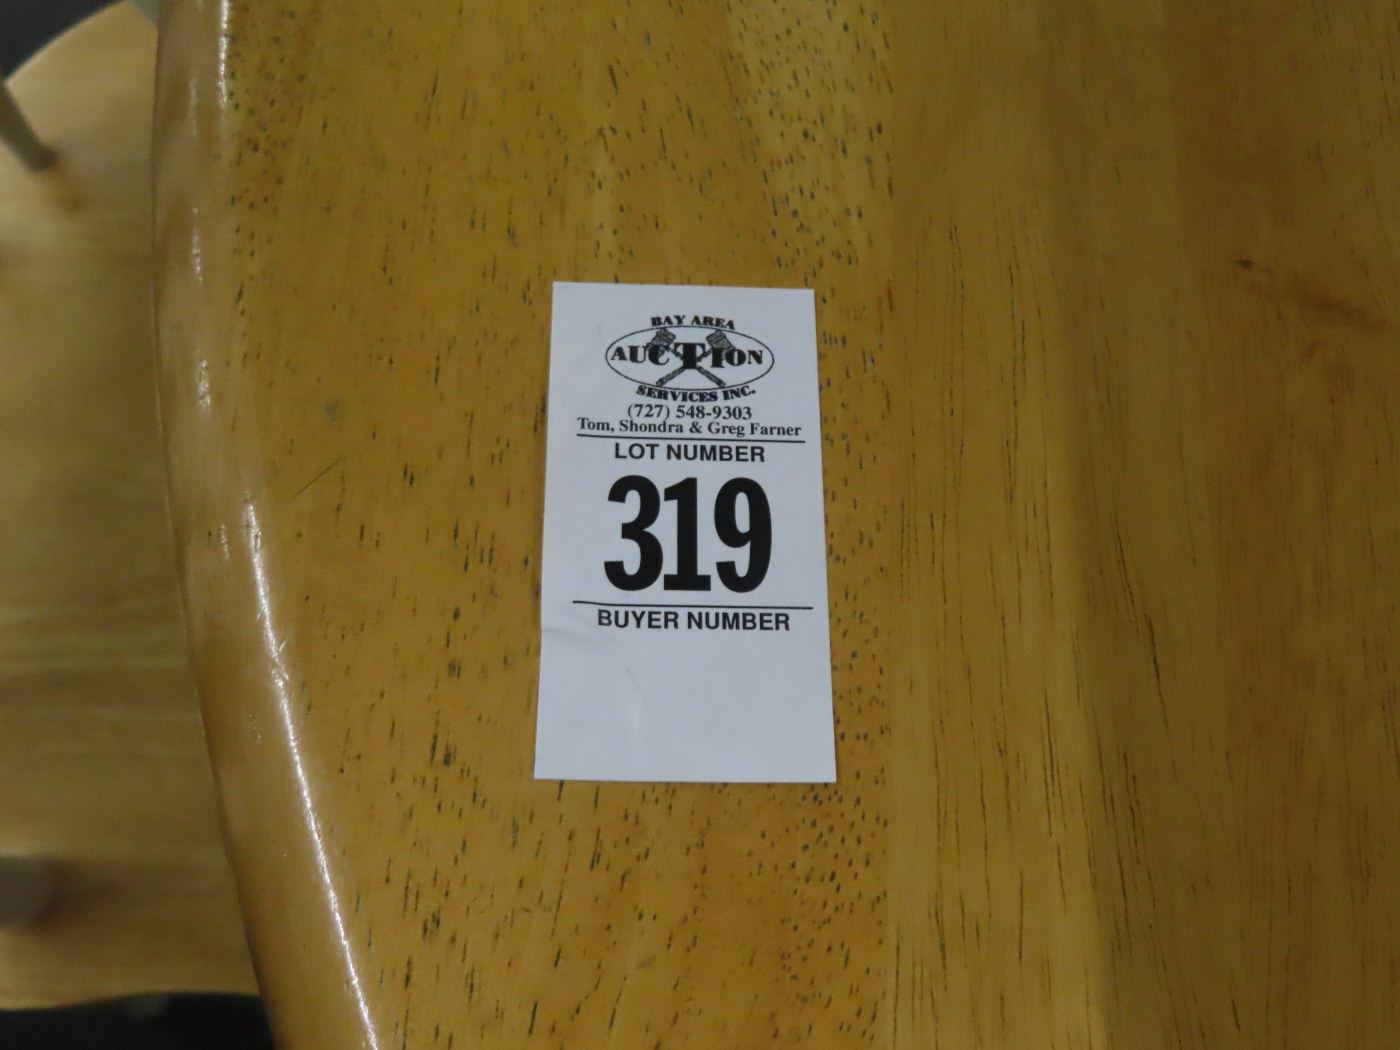 BAY AREA
AUCTION
SERVICES INC.
(727) 548-9303
Tom, Shondra & Greg Farner
LOT NUMBER
319
BUYER NUMBER